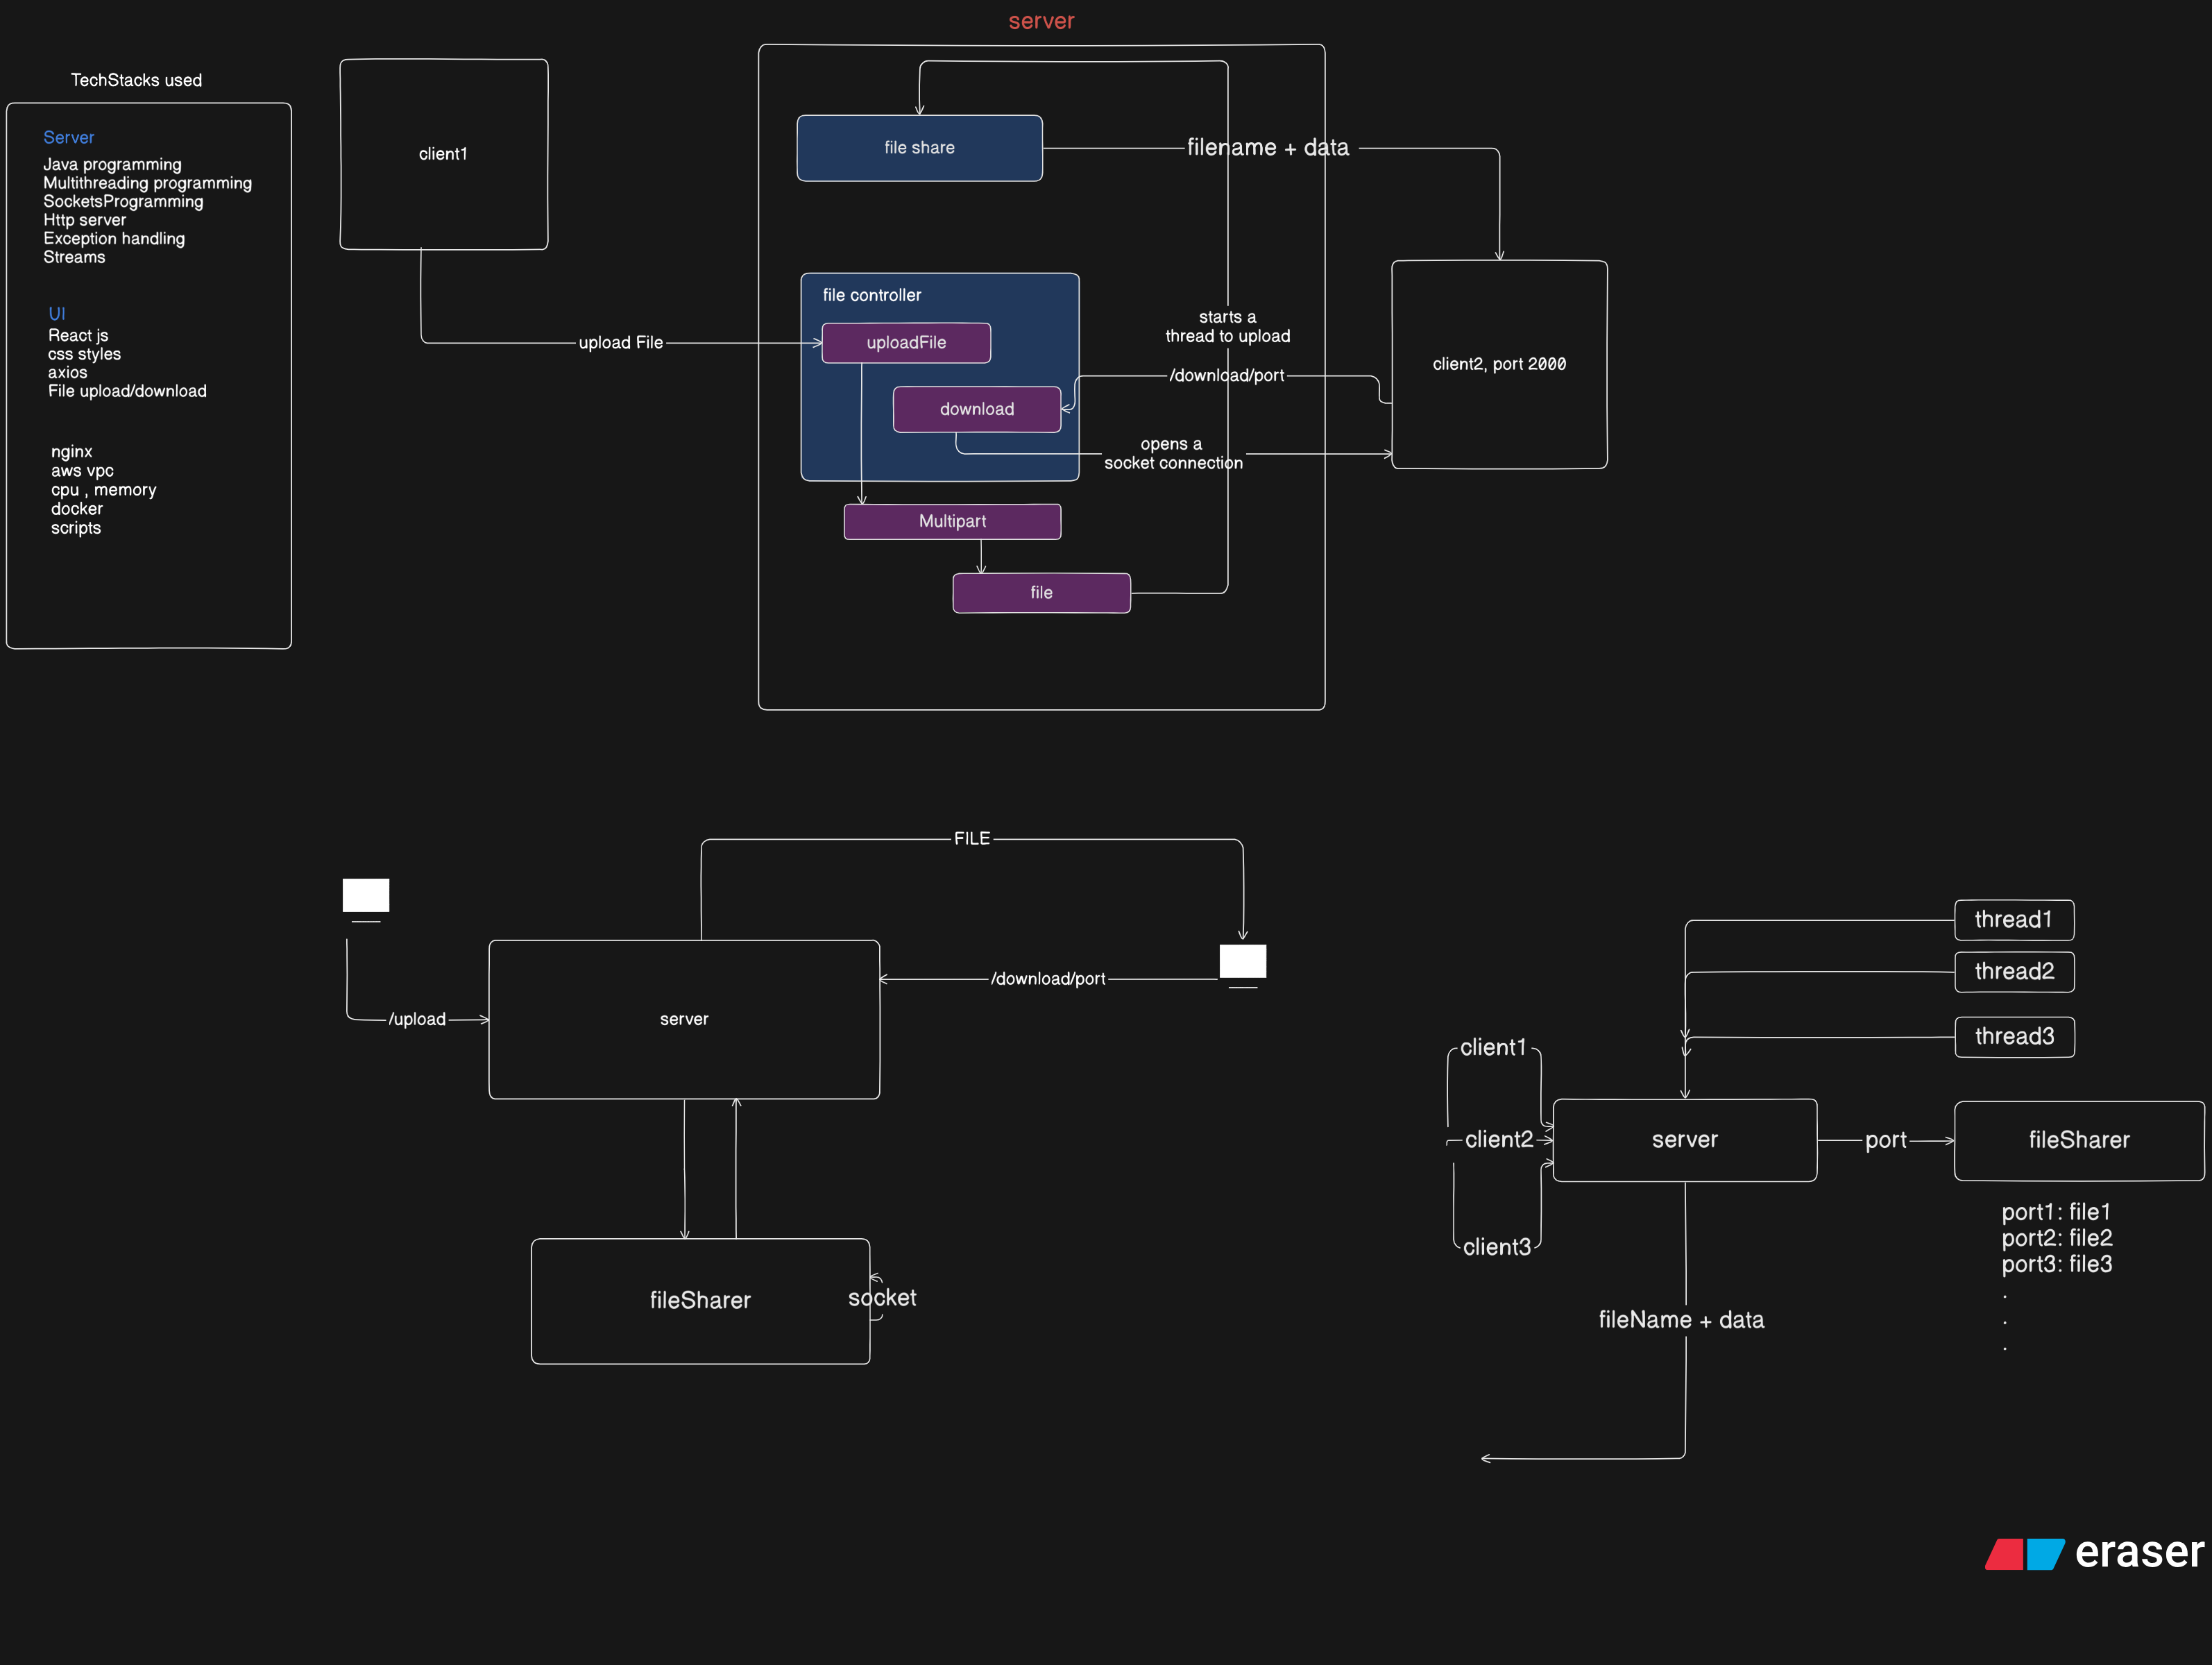 server
TechStacks used
Server
Java programming
Multithreading programming
SocketsProgramming
Http server
Exception handling
Streams
UI
React js
css styles
axios
File upload/download
nginx
aws vpc
cpu , memory
docker
scripts
client1
upload File
file share
filename + data
file controller
uploadFile
download
Multipart
file
starts a
thread to upload
/download/port
opens a
socket connection
client2, port 2000
FILE
/upload
server
/download/port
fileSharer
socket
thread1
thread2
thread3
client1
client2
client3
server
port
fileSharer
port1: file1
port2: file2
port3: file3
.
.
.
fileName + data
eraser